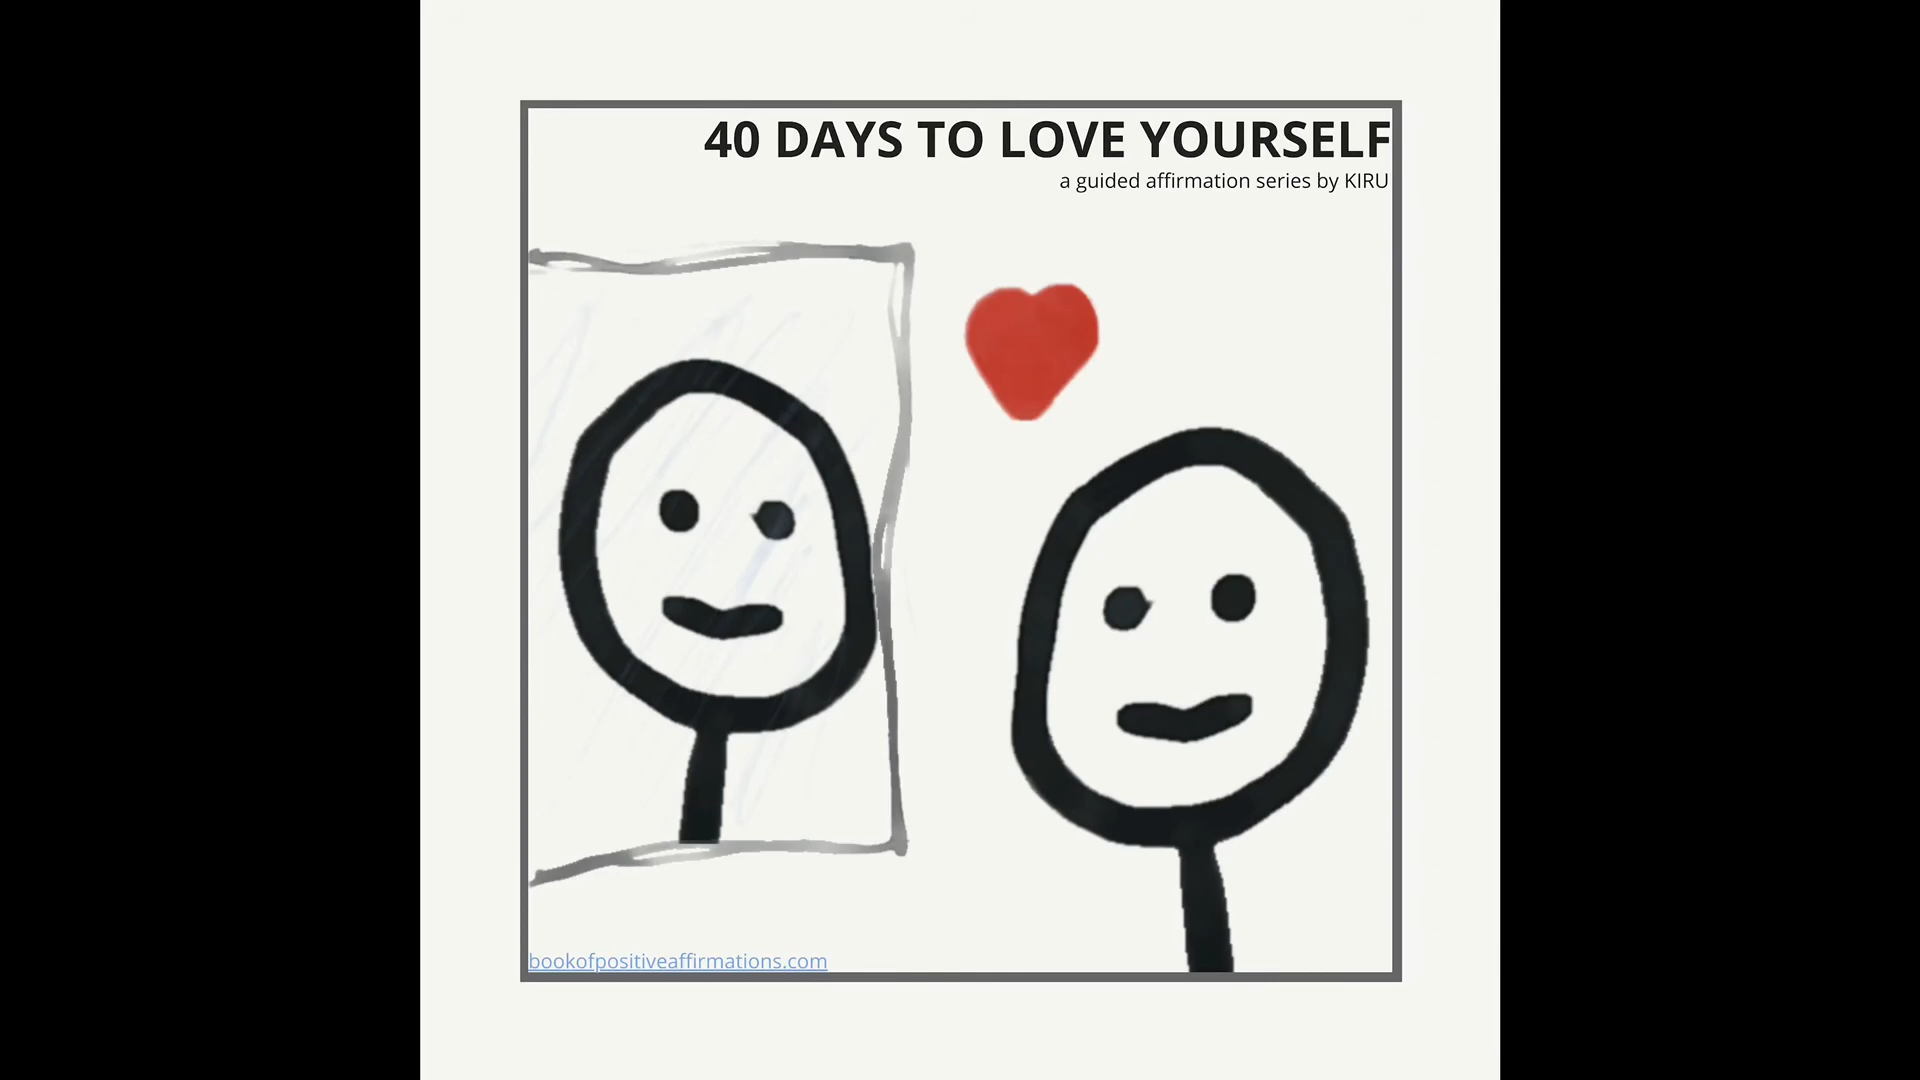 40 DAYS TO LOVE YOURSELF
a guided affirmation series by KIRU
bookofpositiveaffirmations.com